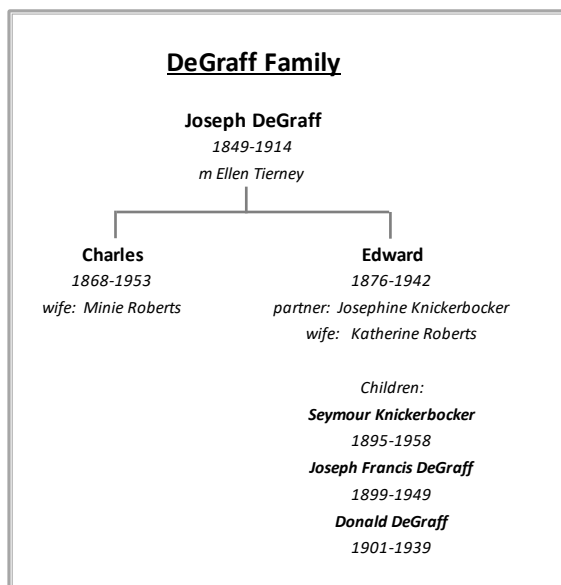 DeGraff Family
Joseph DeGraff
1849-1914
m Ellen Tierney
Charles
1868-1953
wife: Minie Roberts
Edward
1876-1942
partner: Josephine Knickerbocker
wife: Katherine Roberts
Children:
Seymour Knickerbocker
1895-1958
Joseph Francis DeGraff
1899-1949
Donald DeGraff
1901-1939